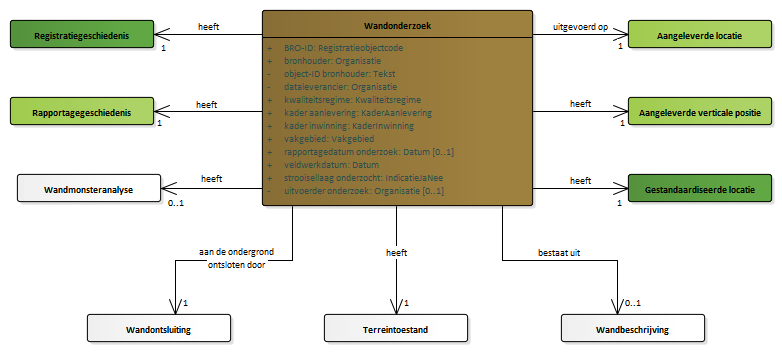 Wandonderzoek
+ BRO-ID: Registratieobjectcode
+ bronhouder: Organisatie
- object-ID bronhouder: Tekst
- dataleverancier: Organisatie
+ kwaliteitsregime: Kwaliteitsregime
+ kader aanlevering: KaderAanlevering
+ kader inwinning: KaderInwinning
+ vakgebied: Vakgebied
+ rapportagedatum onderzoek: Datum [0..1]
+ veldwerkdatum: Datum
+ strooisellaag onderzocht: IndicatieJaNee
- uitvoerder onderzoek: Organisatie [0..1]
Registratiegeschiedenis
heeft
1
Rapportagegeschiedenis
heeft
1
Wandmonsteranalyse
heeft
0..1
uitgevoerd op
1
Aangeleverde locatie
heeft
1
Aangeleverde verticale positie
heeft
1
Gestandaardiseerde locatie
aan de ondergrond
ontsloten door
1
Wandontsluiting
heeft
1
Terreintoestand
bestaat uit
0..1
Wandbeschrijving